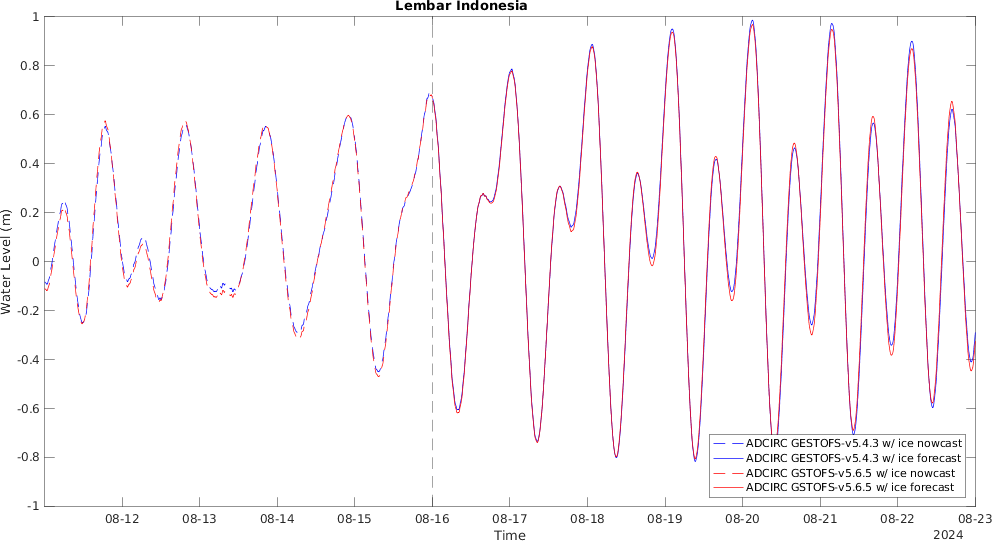 Lembar Indonesia
1
0.8
0.6
0.4
0.2
0
-0.2
-0.4
-0.6
-0.8
-1
Water Level (m)
ADCIRC GESTOFS-v5.4.3 w/ ice nowcast
ADCIRC GESTOFS-v5.4.3 w/ ice forecast
ADCIRC GSTOFS-v5.6.5 w/ ice nowcast
ADCIRC GSTOFS-v5.6.5 w/ ice forecast
08-12 08-13 08-14 08-15 08-16 08-17 08-18 08-19 08-20 08-21 08-22 08-23
Time
2024